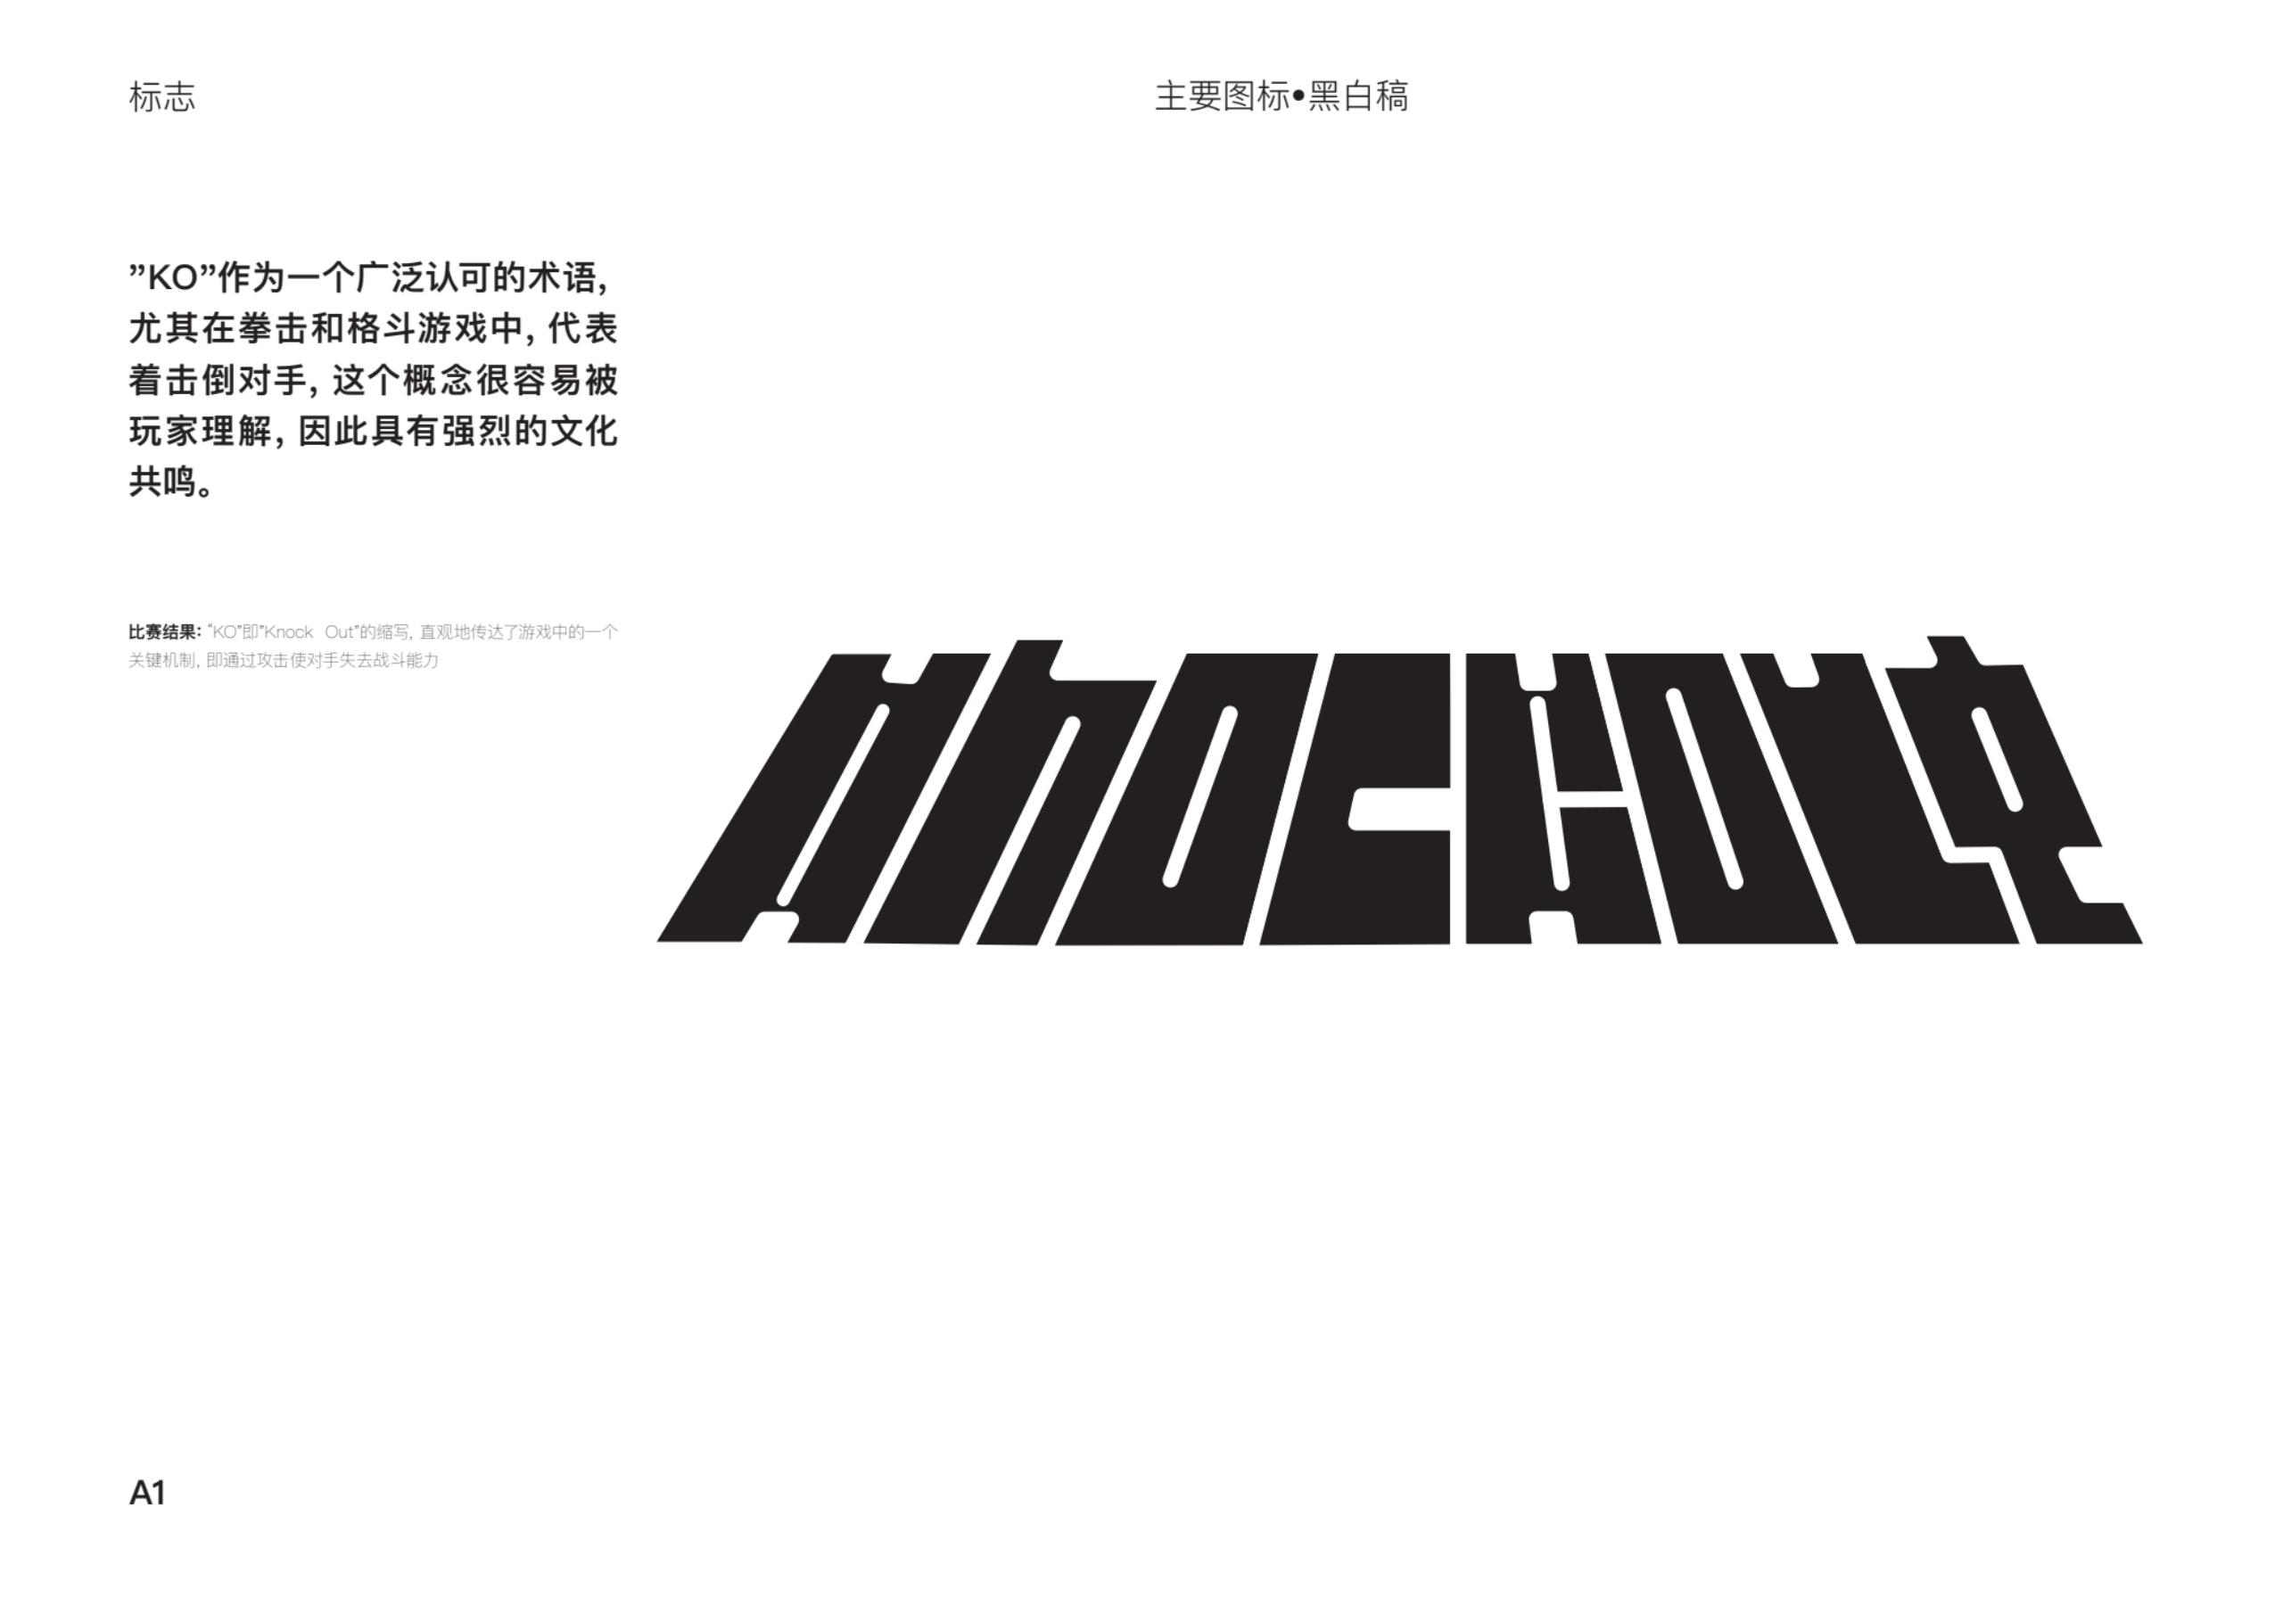 标志
主要图标•黑白稿
”KO”作为一个广泛认可的术语,
尤其在拳击和格斗游戏中, 代表
着击倒对手, 这个概念很容易被
玩家理解, 因此具有强烈的文化
共鸣。
比赛结果: “KO”即”Knock Out”的缩写, 直观地传达了游戏中的一个
关键机制, 即通过攻击使对手失去战斗能力
A1